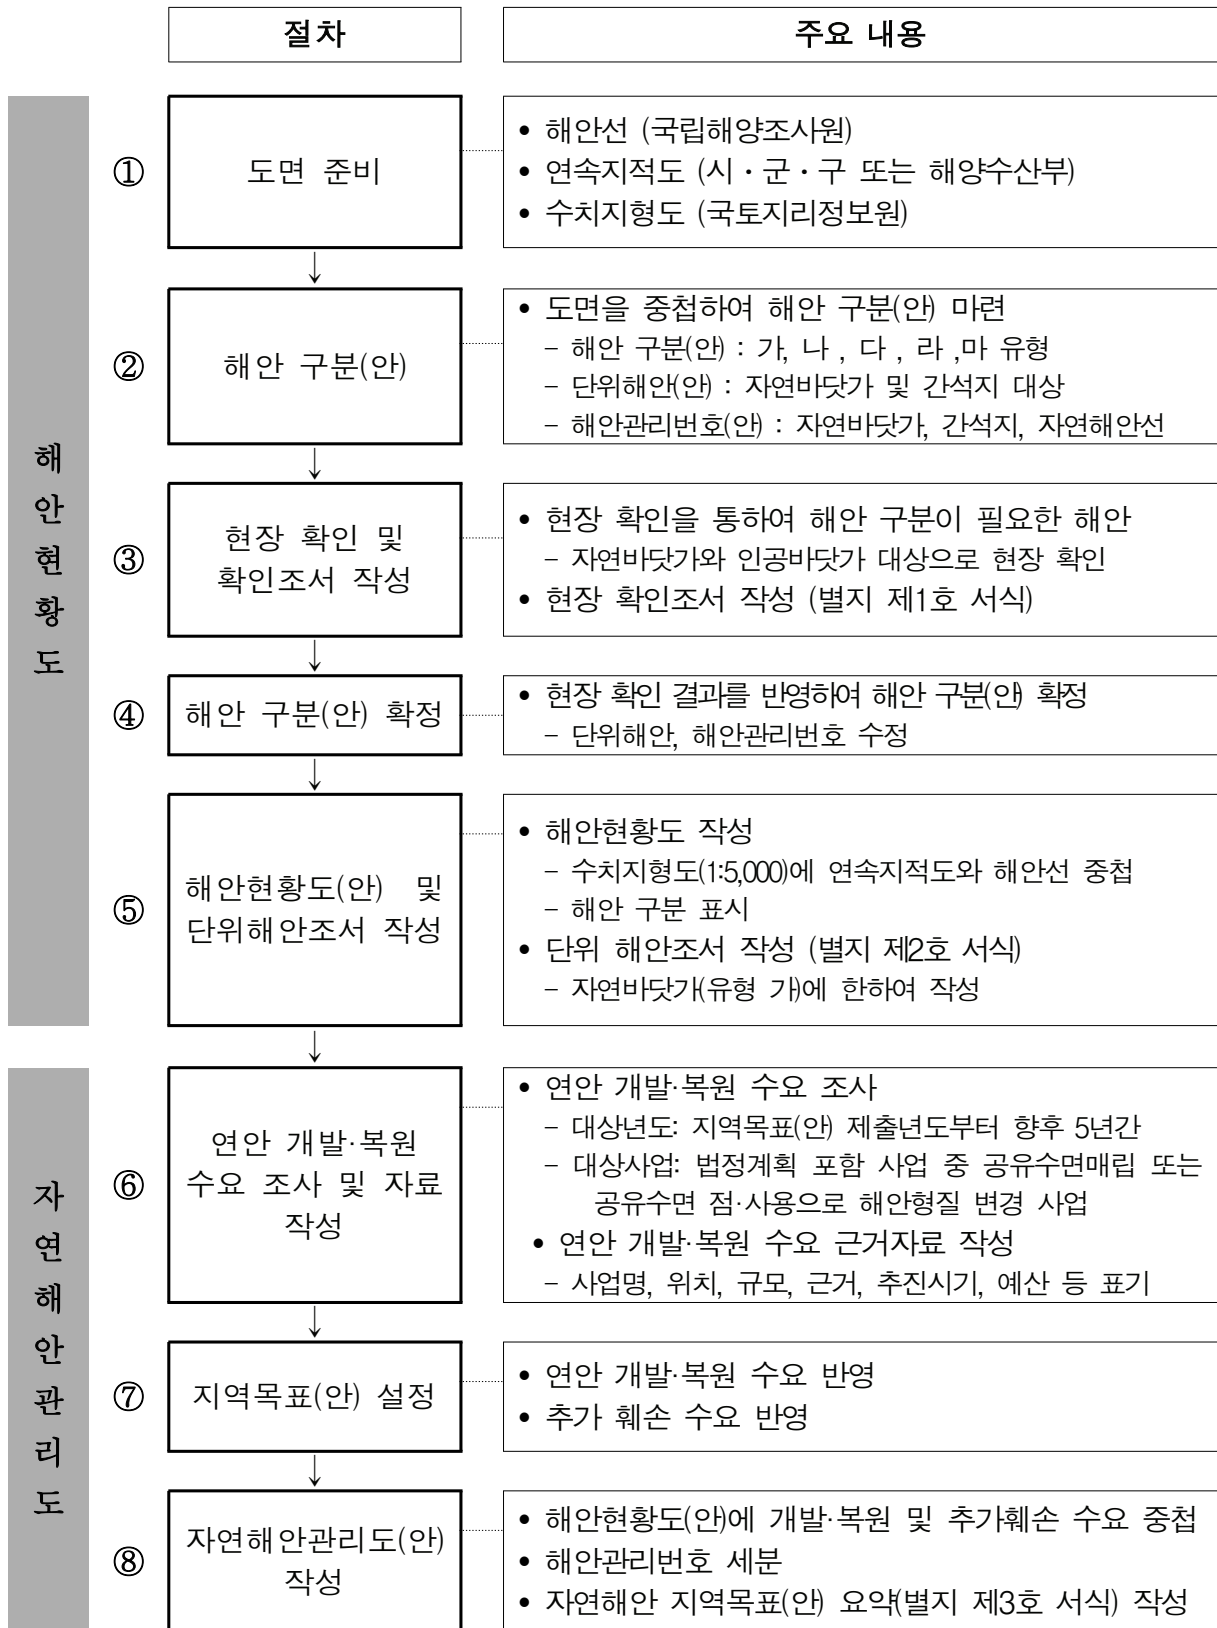 절차
주요 내용
해안현황도
①
도면 준비
• 해안선 (국립해양조사원)
• 연속지적도 (시・군・구 또는 해양수산부)
• 수치지형도 (국토지리정보원)
②
해안 구분(안)
• 도면을 중첩하여 해안 구분(안) 마련
– 해안 구분(안) : 가, 나 , 다 , 라 ,마 유형
– 단위해안(안) : 자연바닷가 및 간석지 대상
– 해안관리번호(안) : 자연바닷가, 간석지, 자연해안선
③
현장 확인 및
확인조서 작성
• 현장 확인을 통하여 해안 구분이 필요한 해안
– 자연바닷가와 인공바닷가 대상으로 현장 확인
• 현장 확인조서 작성 (별지 제1호 서식)
④
해안 구분(안) 확정
• 현장 확인 결과를 반영하여 해안 구분(안) 확정
– 단위해안, 해안관리번호 수정
⑤
해안현황도(안) 및
단위해안조서 작성
• 해안현황도 작성
– 수치지형도(1:5,000)에 연속지적도와 해안선 중첩
– 해안 구분 표시
• 단위 해안조서 작성 (별지 제2호 서식)
– 자연바닷가(유형 가)에 한하여 작성
자연해안관리도
⑥
연안 개발·복원
수요 조사 및 자료
작성
• 연안 개발·복원 수요 조사
– 대상년도: 지역목표(안) 제출년도부터 향후 5년간
– 대상사업: 법정계획 포함 사업 중 공유수면매립 또는
공유수면 점·사용으로 해안형질 변경 사업
• 연안 개발·복원 수요 근거자료 작성
– 사업명, 위치, 규모, 근거, 추진시기, 예산 등 표기
⑦
지역목표(안) 설정
• 연안 개발·복원 수요 반영
• 추가 훼손 수요 반영
⑧
자연해안관리도(안)
작성
• 해안현황도(안)에 개발·복원 및 추가훼손 수요 중첩
• 해안관리번호 세분
• 자연해안 지역목표(안) 요약(별지 제3호 서식) 작성